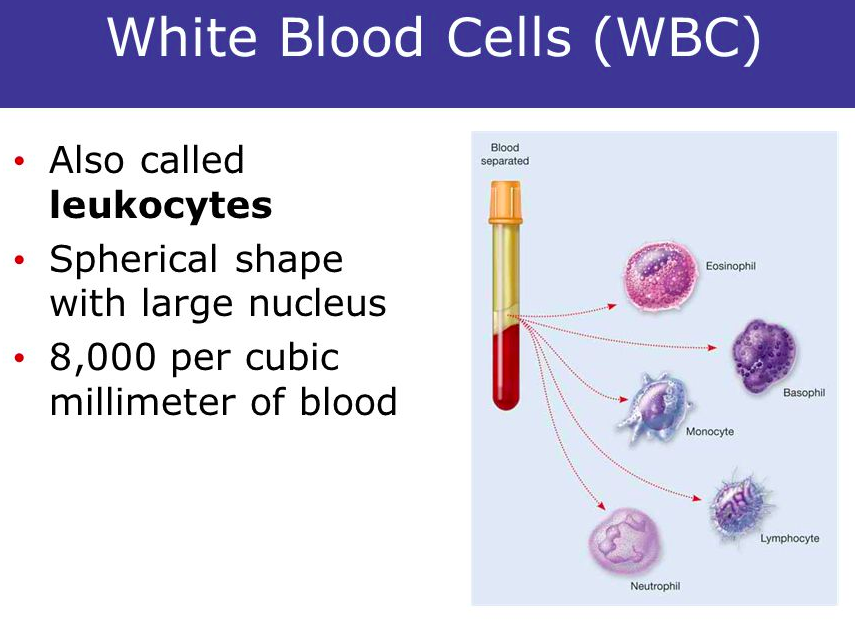 White Blood Cells (WBC)
• Also called
leukocytes
• Spherical shape
with large nucleus
• 8,000 per cubic
millimeter of blood
Blood
separated
Eosinophil
Basophil
Monocyte
Lymphocyte
Neutrophil